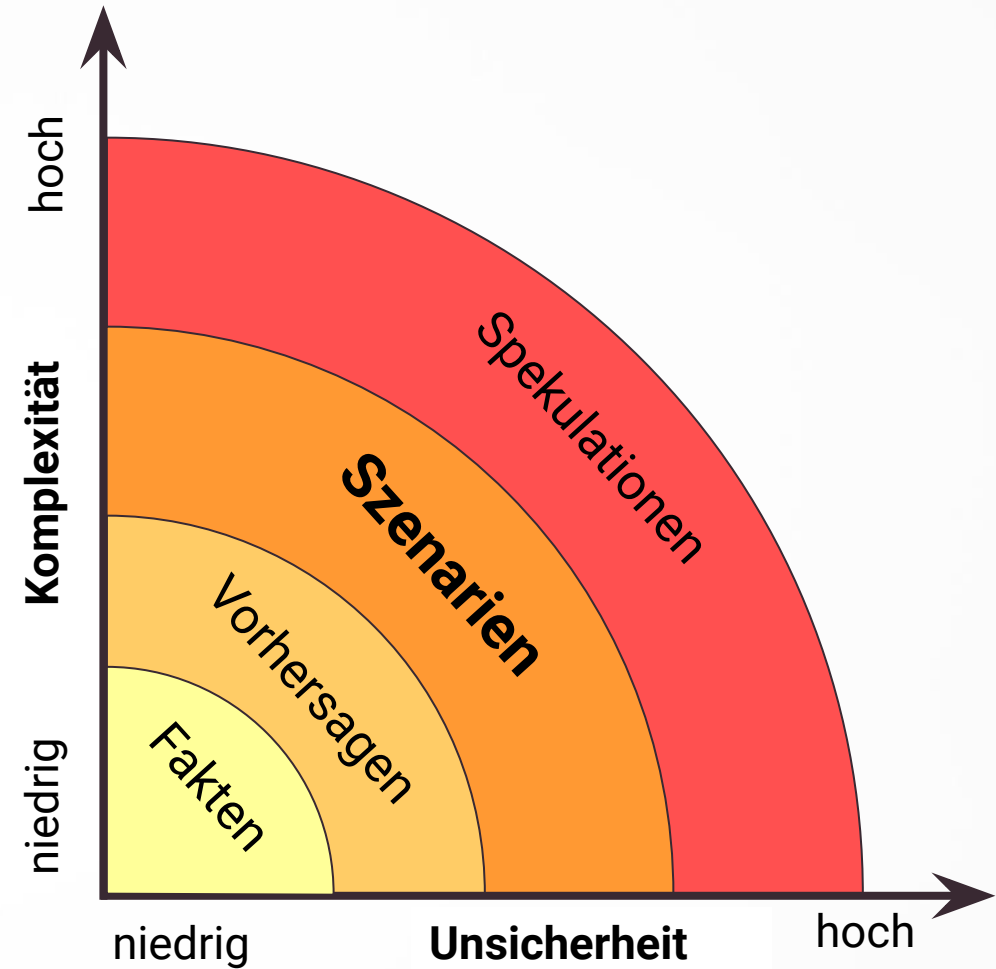 hoch
Komplexität
niedrig
Spekulationen
Szenarien
Vorhersagen
Fakten
niedrig
Unsicherheit
hoch